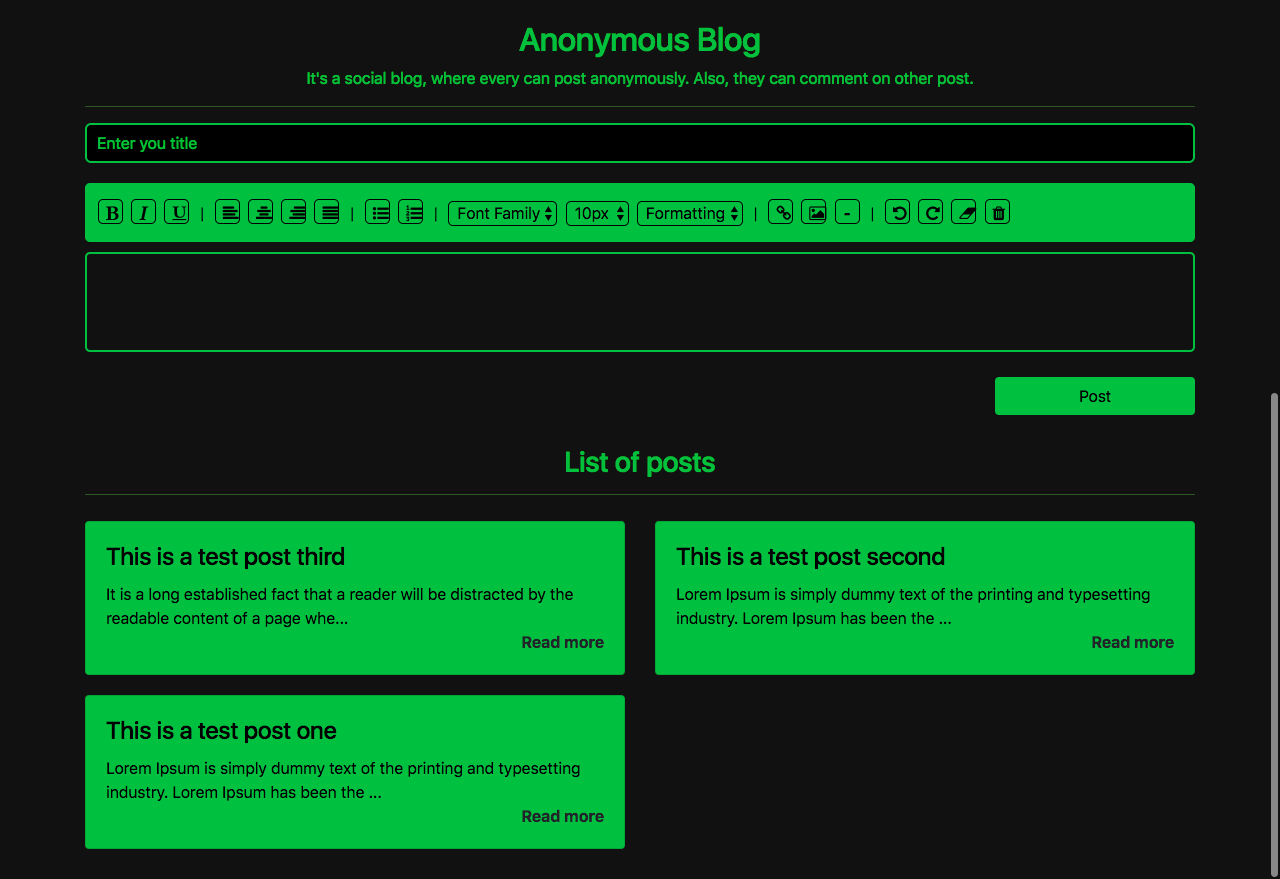 Anonymous Blog
It's a social blog, where every can post anonymously. Also, they can comment on other post.
Enter you title
B I U | | | Font Family 10px Formatting | - |
Post
List of posts
This is a test post third
It is a long established fact that a reader will be distracted by the
readable content of a page whe...
Read more
This is a test post second
Lorem Ipsum is simply dummy text of the printing and typesetting
industry. Lorem Ipsum has been the ...
Read more
This is a test post one
Lorem Ipsum is simply dummy text of the printing and typesetting
industry. Lorem Ipsum has been the ...
Read more